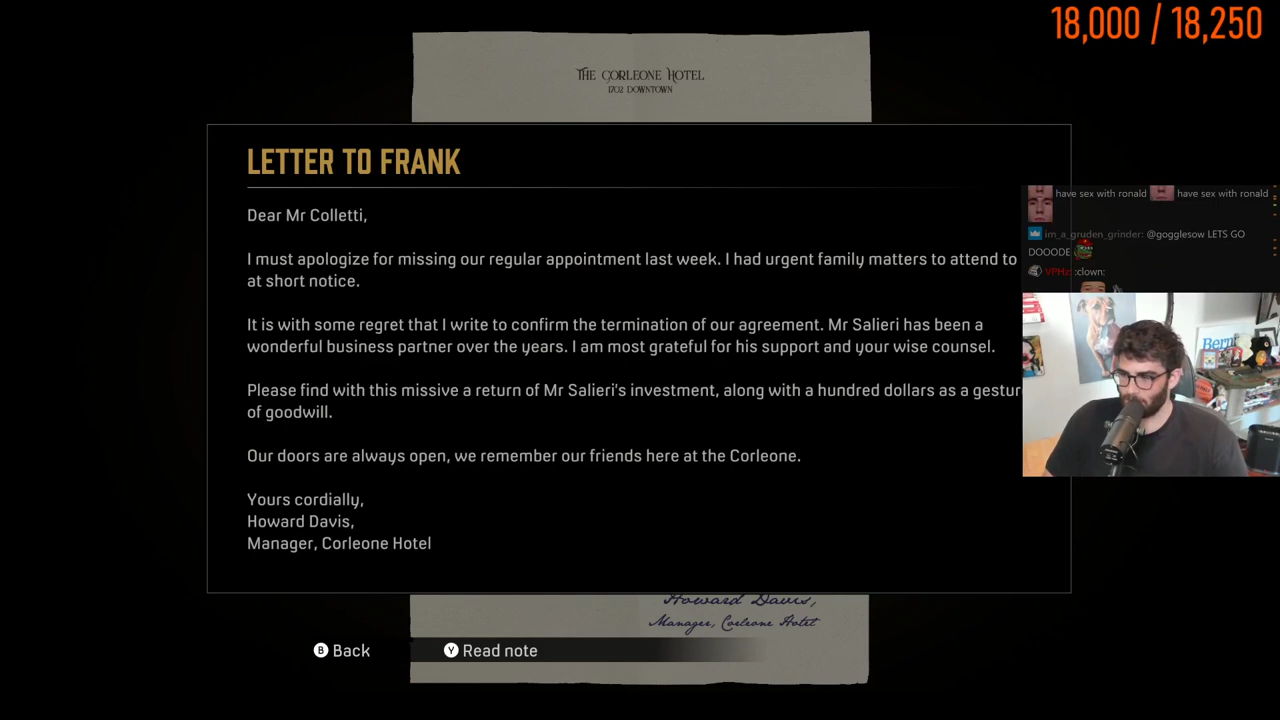 18,000 / 18,250
THE CORLEONE HOTEL
1702 DOWNTOWN
LETTER TO FRANK
Dear Mr Colletti,
I must apologize for missing our regular appointment last week. I had urgent family matters to attend to
at short notice.
It is with some regret that I write to confirm the termination of our agreement. Mr Salieri has been a
wonderful business partner over the years. I am most grateful for his support and your wise counsel.
Please find with this missive a return of Mr Salieri's investment, along with a hundred dollars as a gestur
of goodwill.
Our doors are always open, we remember our friends here at the Corleone.
Yours cordially,
Howard Davis,
Manager, Corleone Hotel
Howard Davis,
Manager, Corleone Hotel
B Back
Y Read note
have sex with ronald have sex with ronald
im_a_gruden_grinder: @gogglesow LETS GO
DOOODE
VPHz: :clown:
Bern